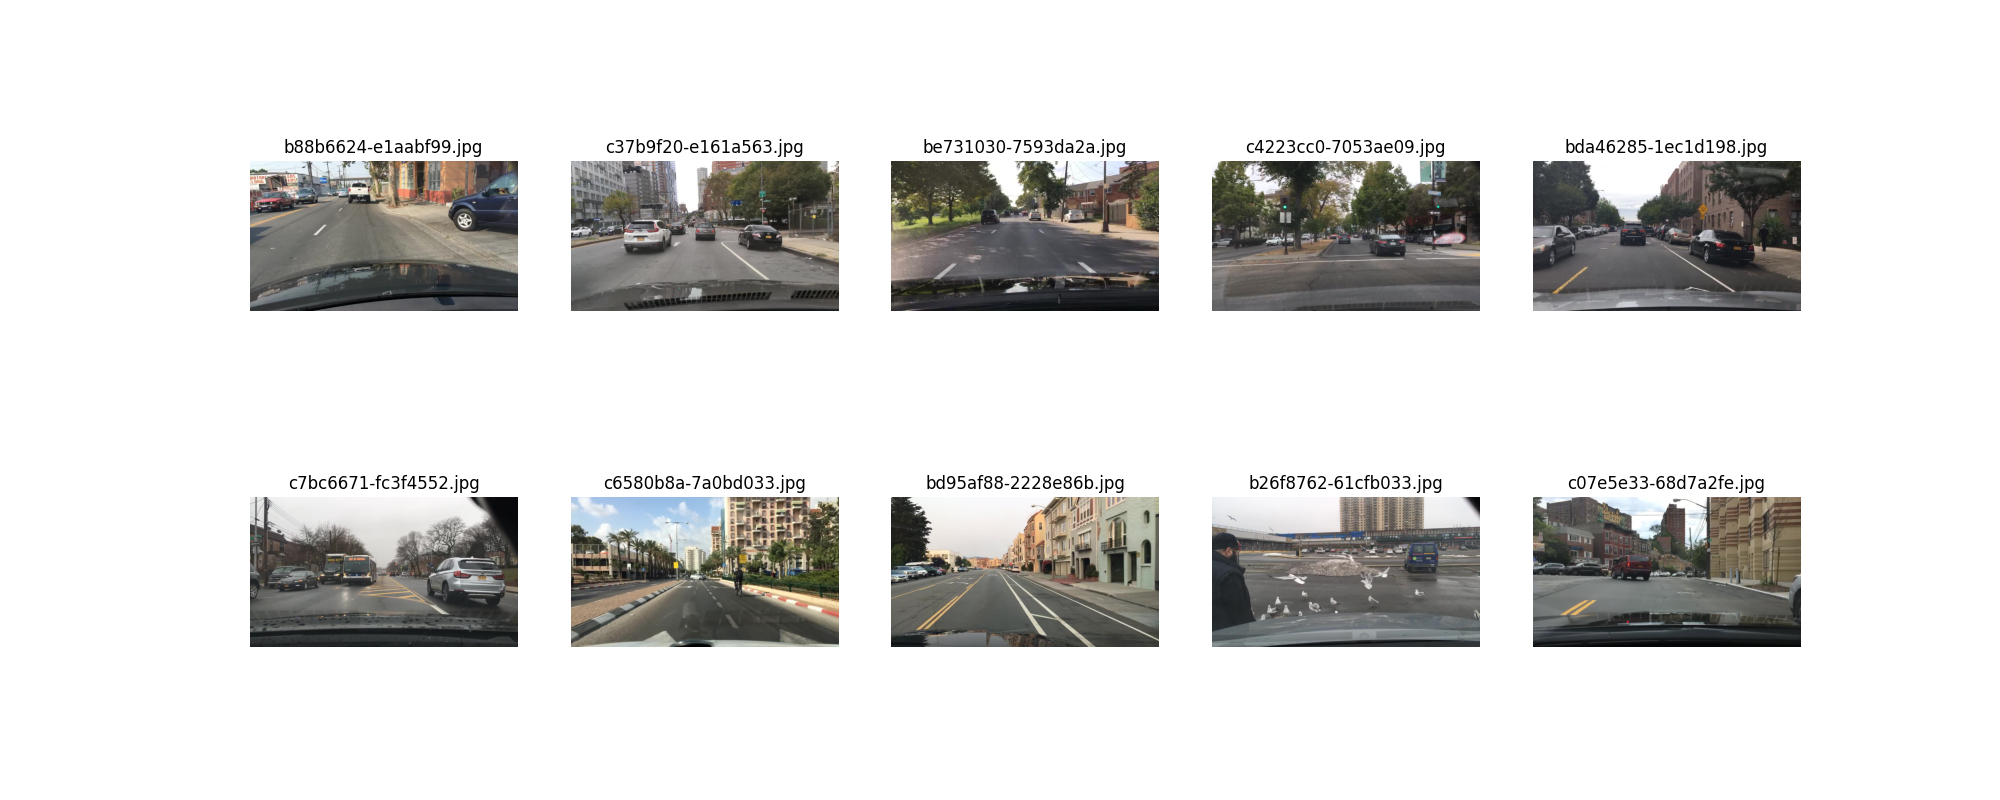 b88b6624-e1aabf99.jpg
c37b9f20-e161a563.jpg
be731030-7593da2a.jpg
c4223cc0-7053ae09.jpg
bda46285-1ec1d198.jpg
c7bc6671-fc3f4552.jpg
c6580b8a-7a0bd033.jpg
bd95af88-2228e86b.jpg
b26f8762-61cfb033.jpg
c07e5e33-68d7a2fe.jpg